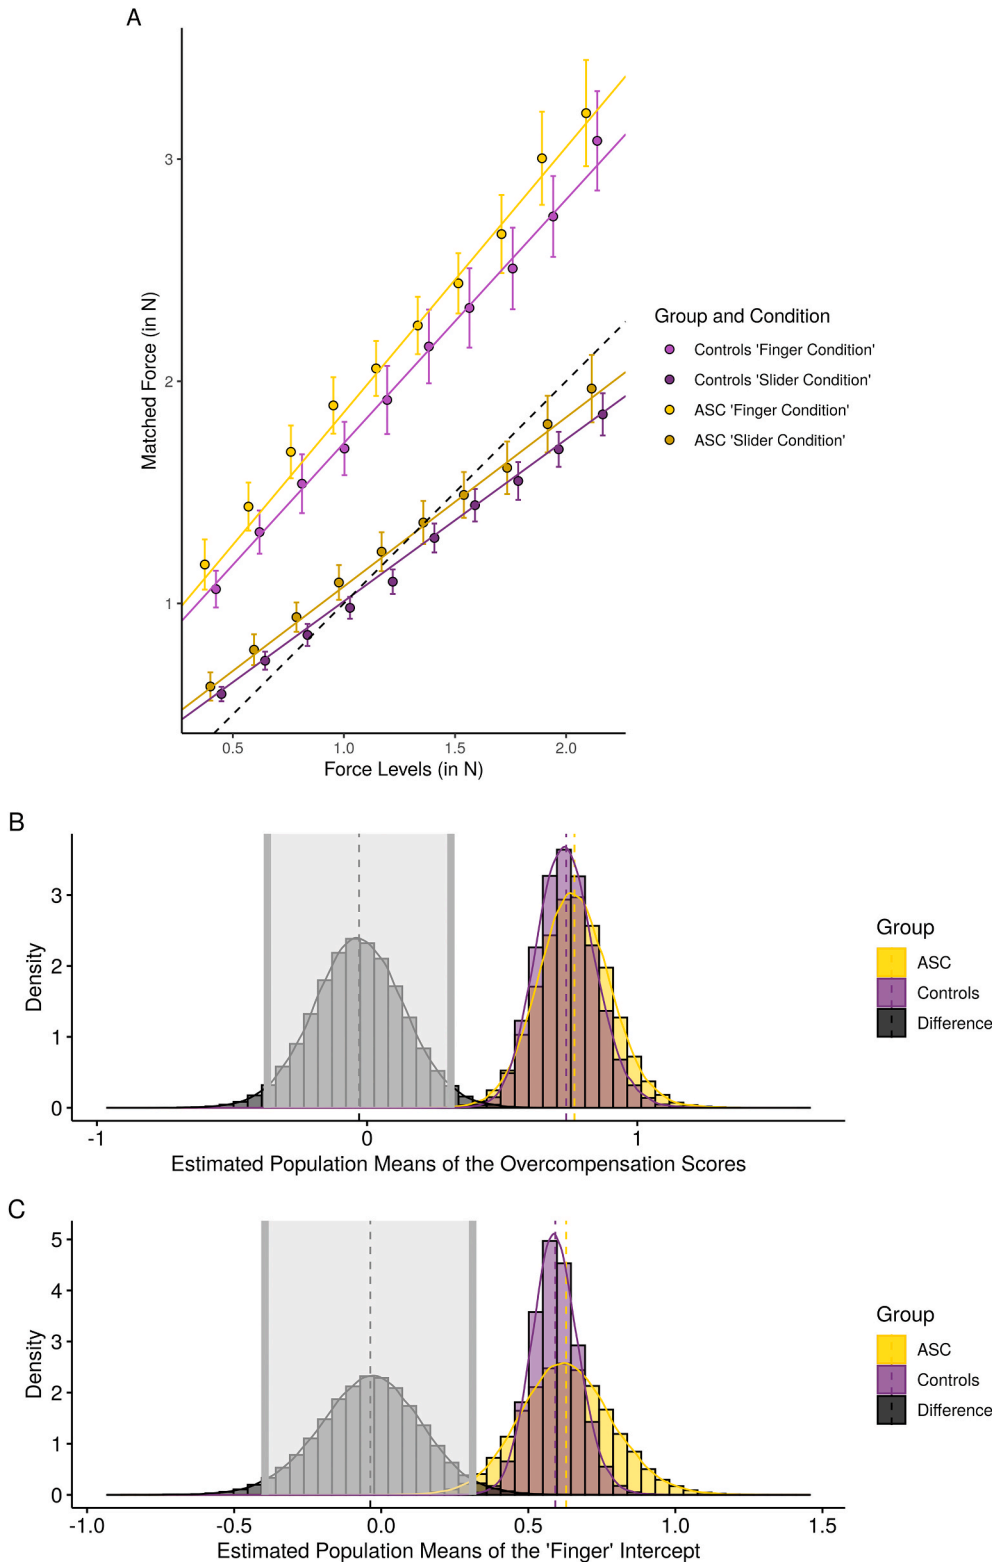 A
3
2
1
Matched Force (in N)
0.5
1.0
1.5
2.0
Force Levels (in N)
Group and Condition
Controls 'Finger Condition'
Controls 'Slider Condition'
ASC 'Finger Condition'
ASC 'Slider Condition'
B
3
2
1
0
Density
-1
0
1
Estimated Population Means of the Overcompensation Scores
Group
ASC
Controls
Difference
C
5
4
3
2
1
0
Density
-1.0
-0.5
0.0
0.5
1.0
1.5
Estimated Population Means of the 'Finger' Intercept
Group
ASC
Controls
Difference